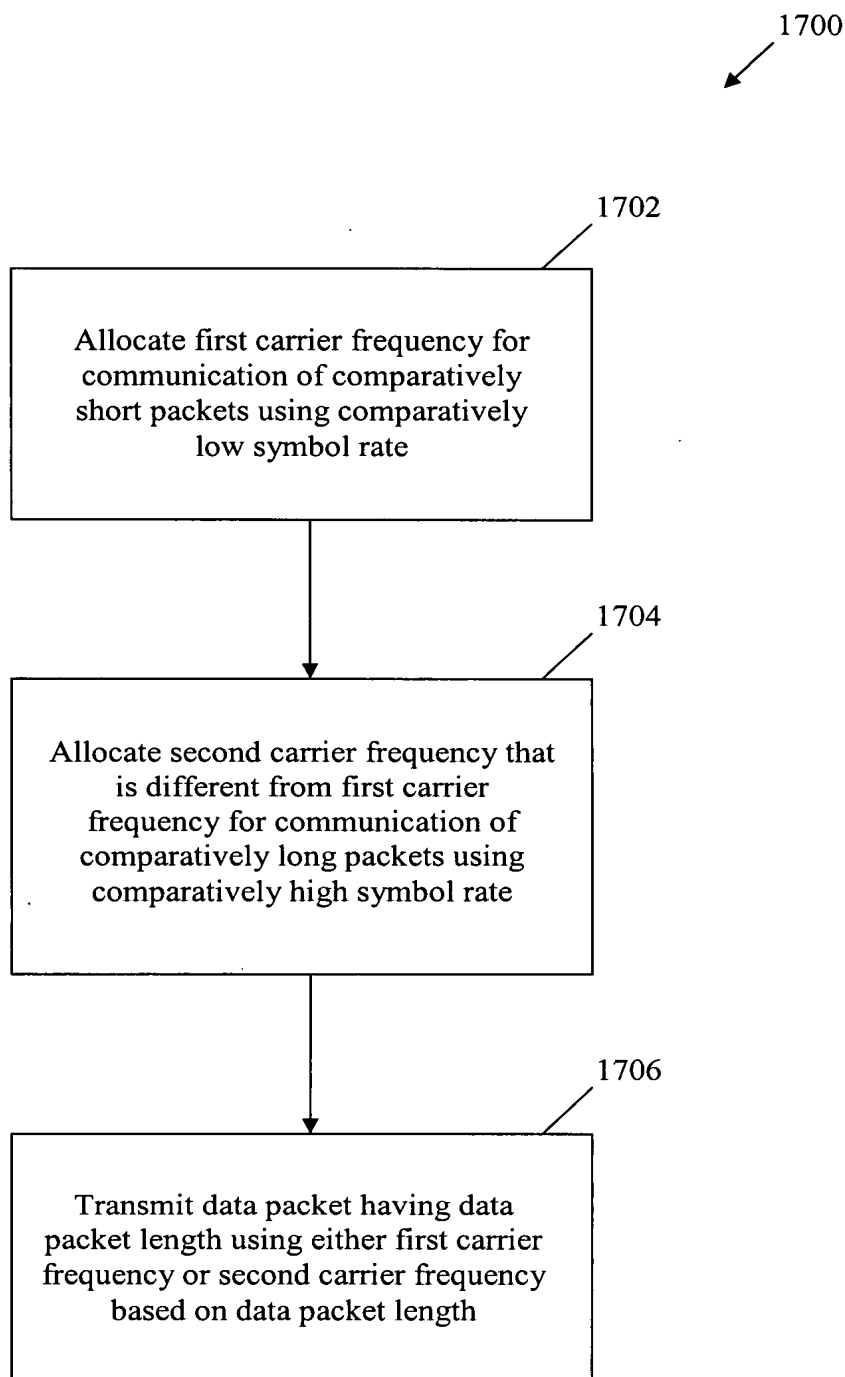 1700
1702
Allocate first carrier frequency for
communication of comparatively
short packets using comparatively
low symbol rate
1704
Allocate second carrier frequency that
is different from first carrier
frequency for communication of
comparatively long packets using
comparatively high symbol rate
1706
Transmit data packet having data
packet length using either first carrier
frequency or second carrier frequency
based on data packet length